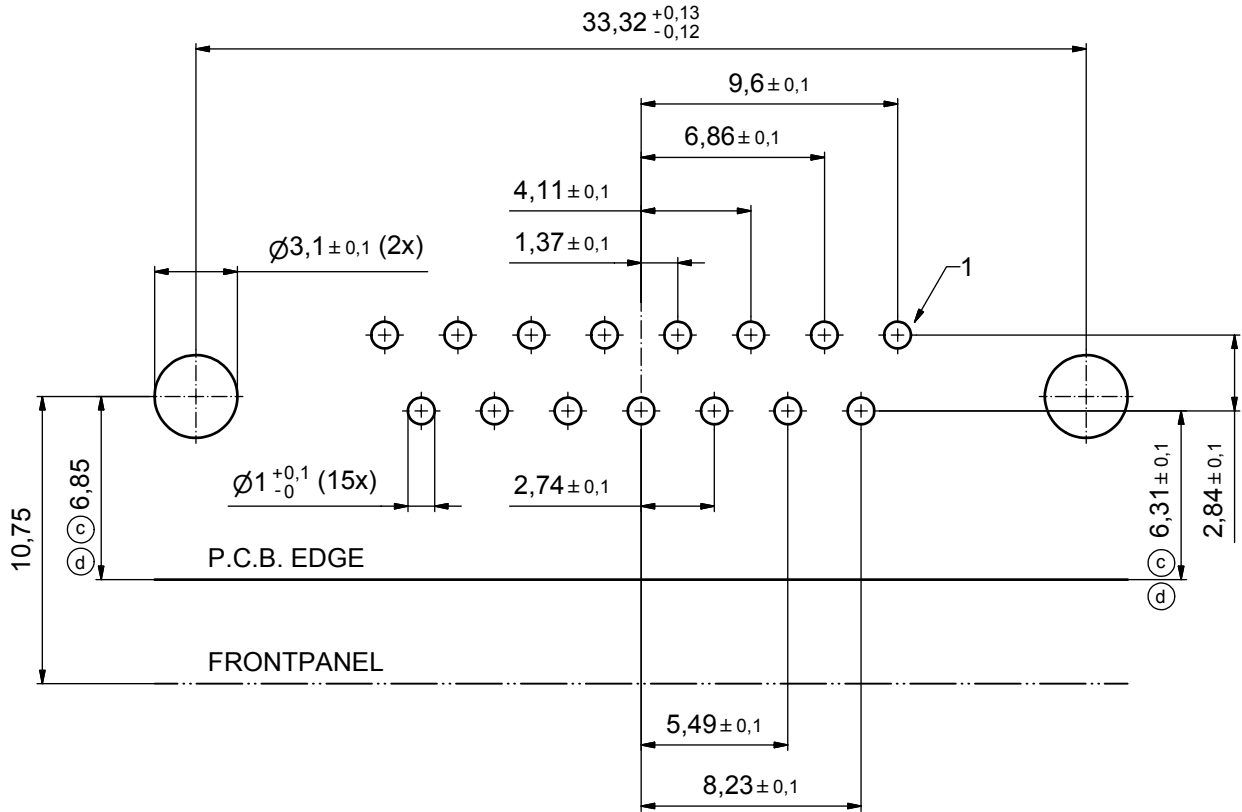 33,32 +0,13 -0,12
9,6 ± 0,1
6,86 ± 0,1
4,11 ± 0,1
1,37 ± 0,1
Ø3,1 ± 0,1 (2x)
1
Ø1 +0,1 -0 (15x)
2,74 ± 0,1
10,75
6,85 c d
6,31 ± 0,1 c d
2,84 ± 0,1
P.C.B. EDGE
FRONTPANEL
5,49 ± 0,1
8,23 ± 0,1